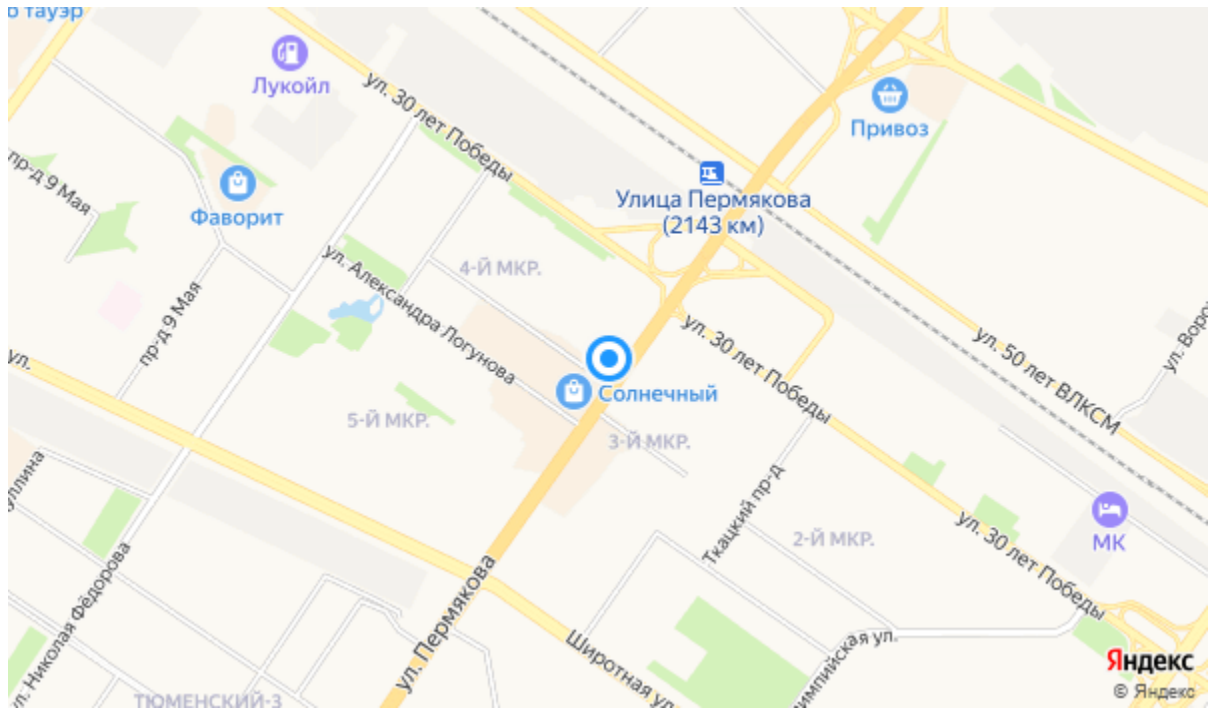 о тауэр
Лукойл
ул. 30 лет Победы
Привоз
Улица Пермякова
(2143 км)
пр-д 9 Мая
Фаворит
ул. Александра Логунова
4-Й МКР.
пр-д 9 Мая
ул. 30 лет Победы
ул. 50 лет ВЛКСМ
ул. Воро
ул.
Солнечный
5-Й МКР.
3-Й МКР.
Ткацкий пр-д
2-Й МКР.
МК
ул. 30 лет Победы
уллина
ул. Николая Фёдорова
ул. Пермякова
Широтная ул.
лимпийская ул.
ТЮМЕНСКИЙ-3
Яндекс
© Яндекс